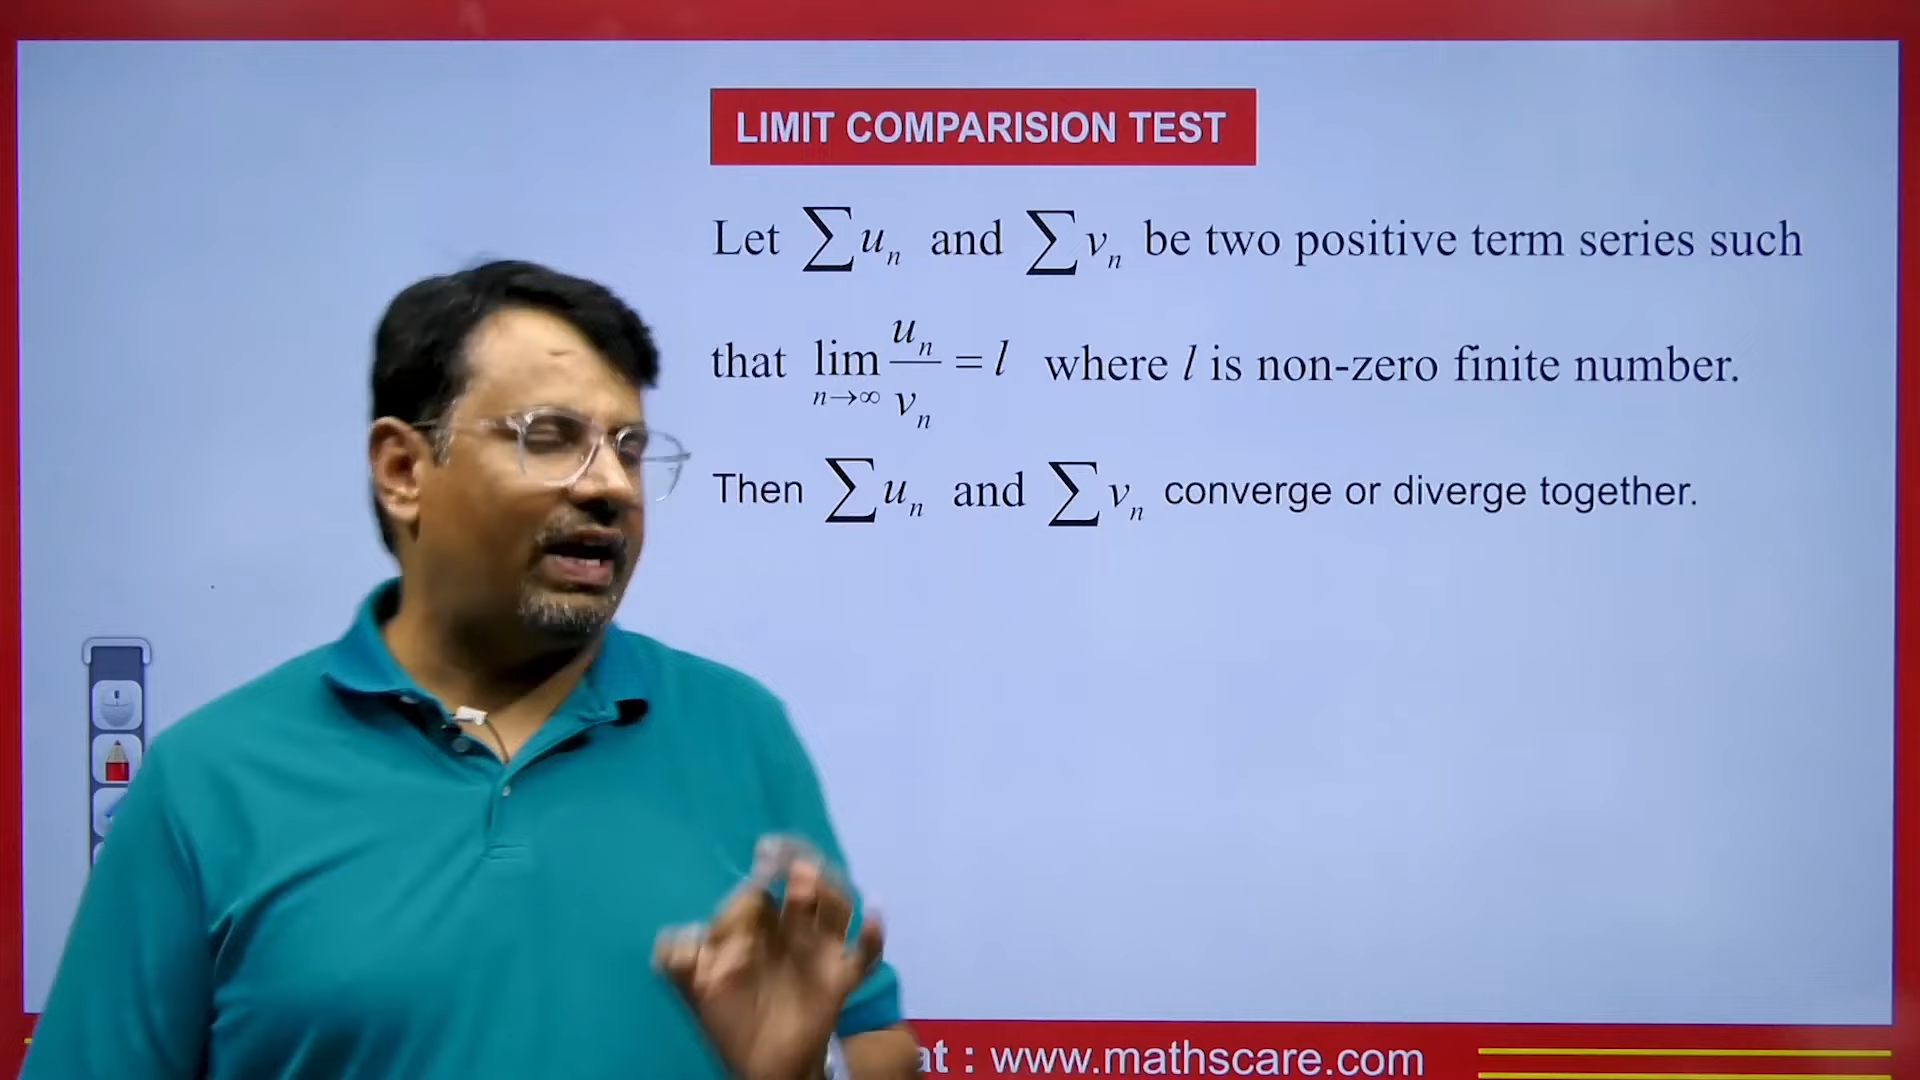 LIMIT COMPARISION TEST
Let ∑uₙ and ∑vₙ be two positive term series such
that lim_{n→∞} uₙ/vₙ = l where l is non-zero finite number.
Then ∑uₙ and ∑vₙ converge or diverge together.
at : www.mathscare.com